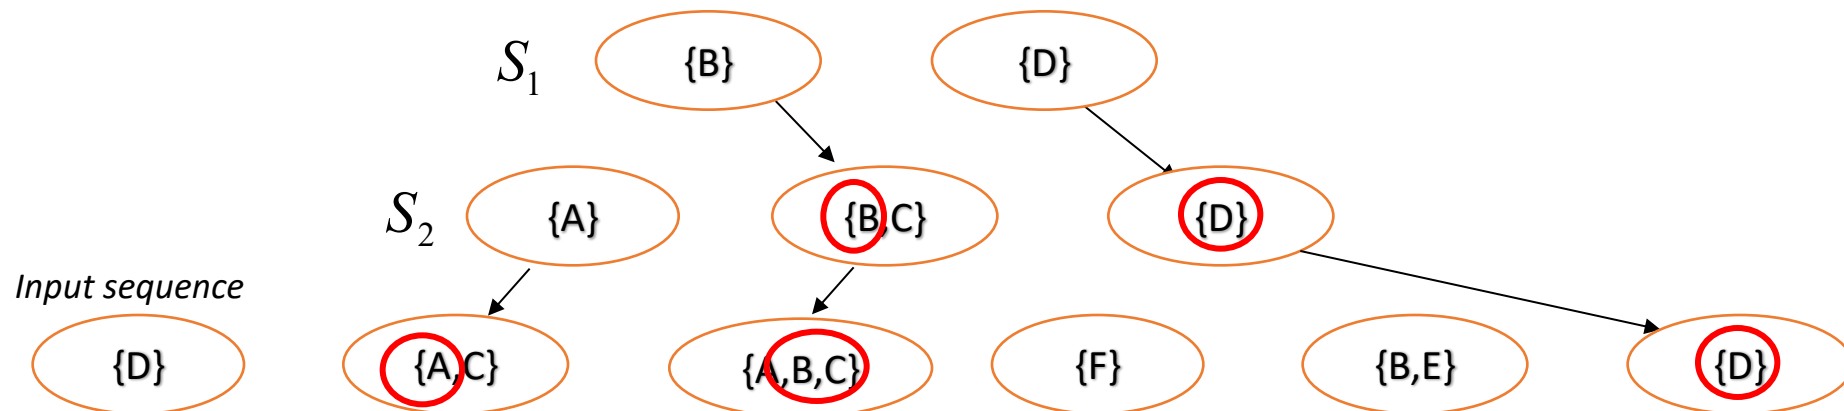 S₁ {B} {D}
S₂ {A} {B,C} {D}
Input sequence
{D} {A,C} {A,B,C} {F} {B,E} {D}